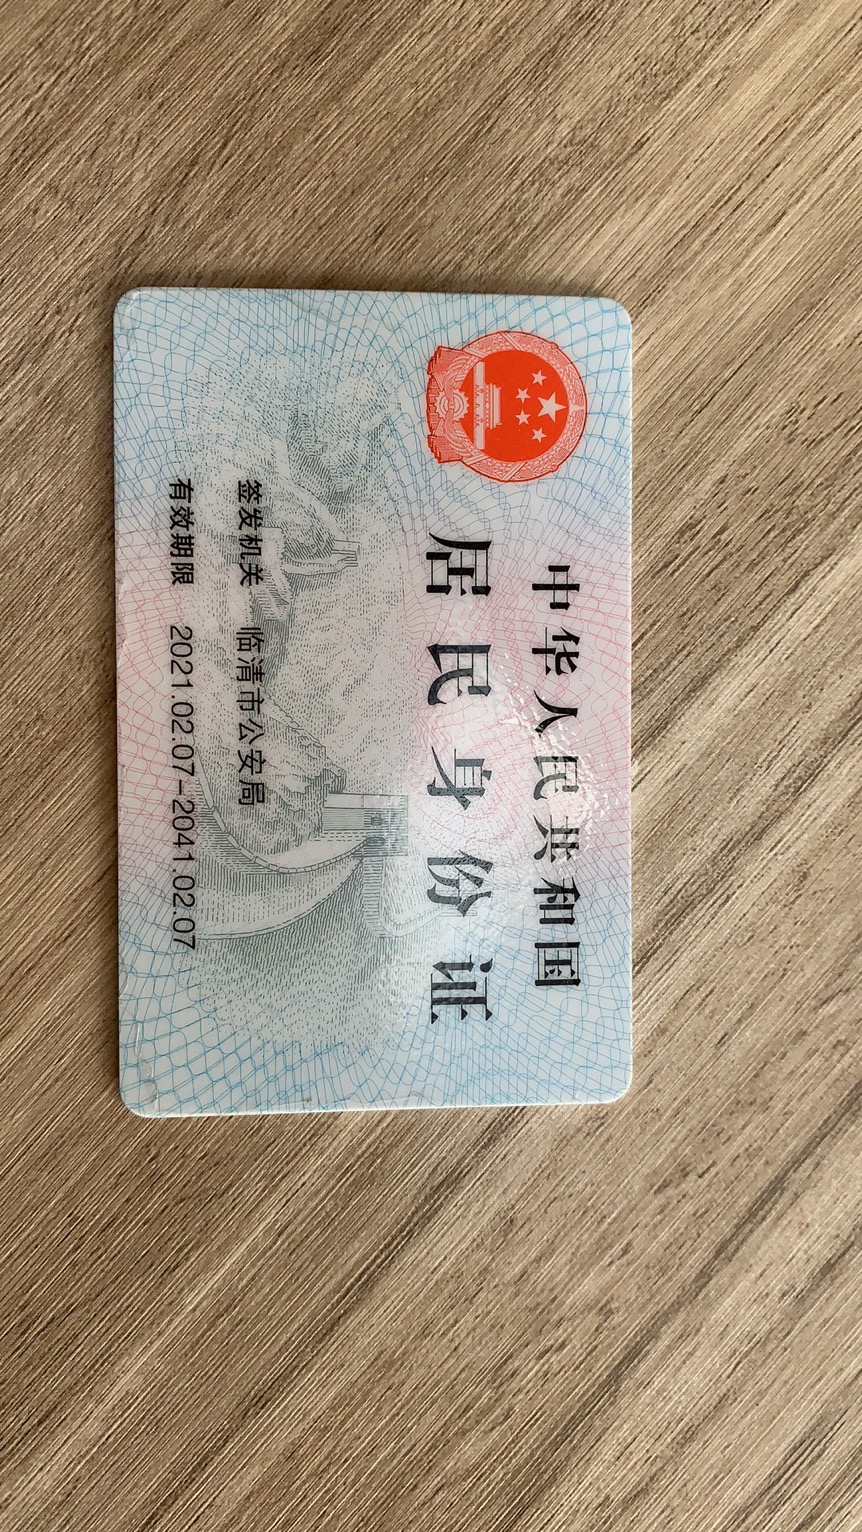 中华人民共和国
居民身份证
签发机关 临清市公安局
有效期限 2021.02.07-2041.02.07